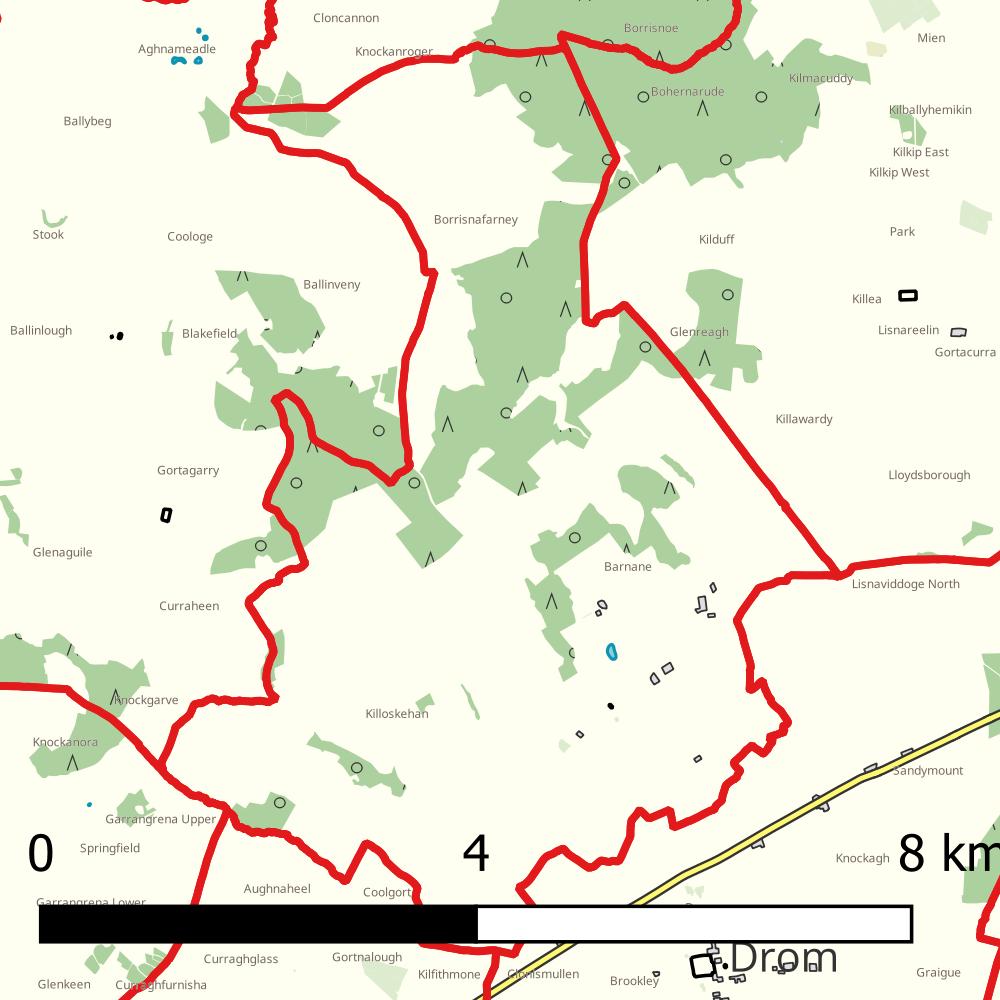 Cloncannon
Borrisnoe
Mien
Aghnameadle
Knockanroger
Kilmacuddy
Bohernarude
Kilballyhemikin
Ballybeg
Kilkip East
Kilkip West
Borrisnafarney
Stook
Coologe
Kilduff
Park
Ballinveny
Killea
Ballinlough
Blakefield
Glenreagh
Lisnareelin
Gortacurra
Killawardy
Gortagarry
Lloydsborough
Glenaguile
Barnane
Lisnaviddoge North
Curraheen
Knockgarve
Killoskehan
Knockanora
Sandymount
Garrangrena Upper
Springfield
0
4
8 km
Knockagh
Aughnaheel
Coolgort
Garrangrena Lower
Curraghglass
Gortnalough
Drom
Kilfithmone
Clonismullen
Brookley
Graigue
Glenkeen
Curraghfurnisha